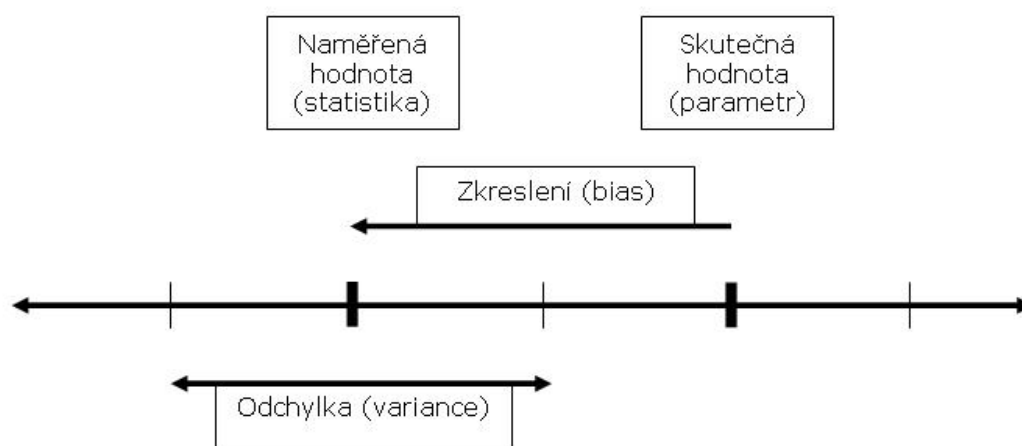 Naměřená
hodnota
(statistika)
Skutečná
hodnota
(parametr)
Zkreslení (bias)
Odchylka (variance)